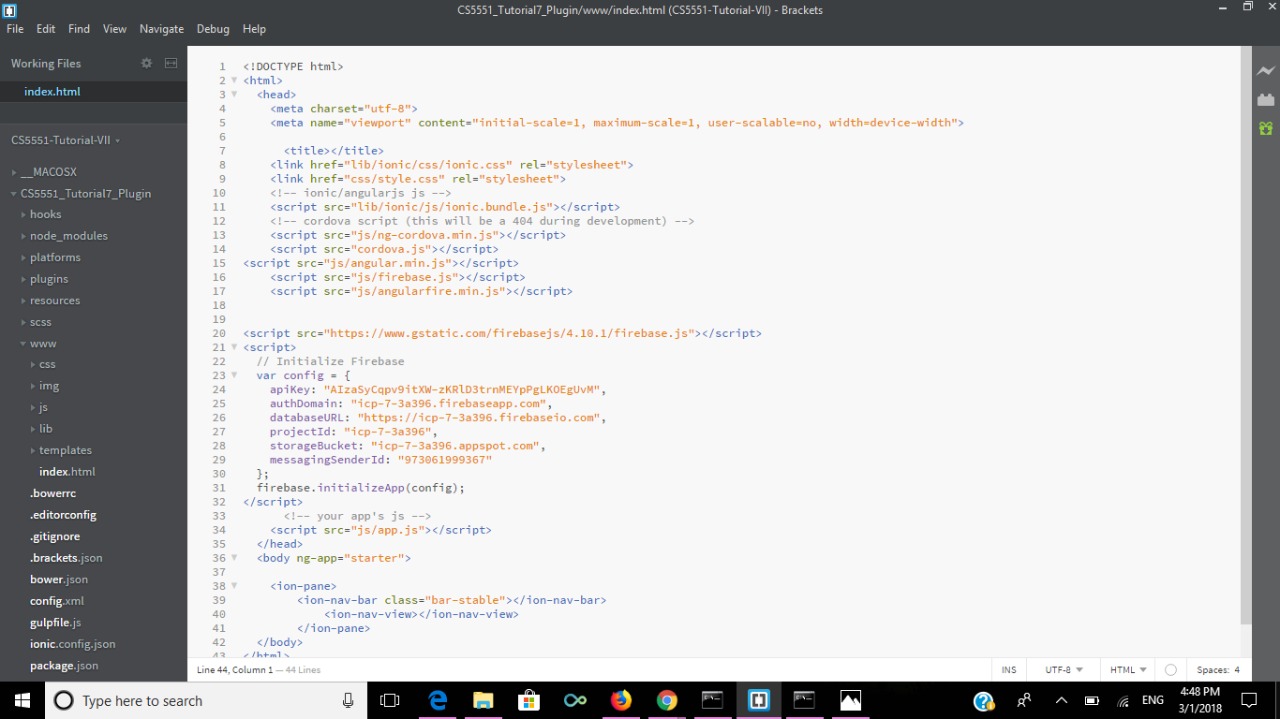 CS5551_Tutorial7_Plugin/www/index.html (CS5551-Tutorial-VII) - Brackets
File Edit Find View Navigate Debug Help
Working Files
index.html
CS5551-Tutorial-VII
__MACOSX
CS5551_Tutorial7_Plugin
hooks
node_modules
platforms
plugins
resources
scss
www
css
img
js
lib
templates
index.html
.bowerrc
.editorconfig
.gitignore
.brackets.json
bower.json
config.xml
gulpfile.js
ionic.config.json
package.json
1 <!DOCTYPE html>
2 <html>
3 <head>
4 <meta charset="utf-8">
5 <meta name="viewport" content="initial-scale=1, maximum-scale=1, user-scalable=no, width=device-width">
6
7 <title></title>
8 <link href="lib/ionic/css/ionic.css" rel="stylesheet">
9 <link href="css/style.css" rel="stylesheet">
10 <!-- ionic/angularjs js -->
11 <script src="lib/ionic/js/ionic.bundle.js"></script>
12 <!-- cordova script (this will be a 404 during development) -->
13 <script src="js/ng-cordova.min.js"></script>
14 <script src="cordova.js"></script>
15 <script src="js/angular.min.js"></script>
16 <script src="js/firebase.js"></script>
17 <script src="js/angularfire.min.js"></script>
18
19
20 <script src="https://www.gstatic.com/firebasejs/4.10.1/firebase.js"></script>
21 <script>
22 // Initialize Firebase
23 var config = {
24 apiKey: "AIzaSyCqpv9itXW-zKRlD3trnMEYpPgLKOEgUvM",
25 authDomain: "icp-7-3a396.firebaseapp.com",
26 databaseURL: "https://icp-7-3a396.firebaseio.com",
27 projectId: "icp-7-3a396",
28 storageBucket: "icp-7-3a396.appspot.com",
29 messagingSenderId: "973061999367"
30 };
31 firebase.initializeApp(config);
32 </script>
33 <!-- your app's js -->
34 <script src="js/app.js"></script>
35 </head>
36 <body ng-app="starter">
37
38 <ion-pane>
39 <ion-nav-bar class="bar-stable"></ion-nav-bar>
40 <ion-nav-view></ion-nav-view>
41 </ion-pane>
42 </body>
43 </html>
Line 44, Column 1 — 44 Lines
INS UTF-8 HTML Spaces: 4
Type here to search
ENG
4:48 PM
3/1/2018